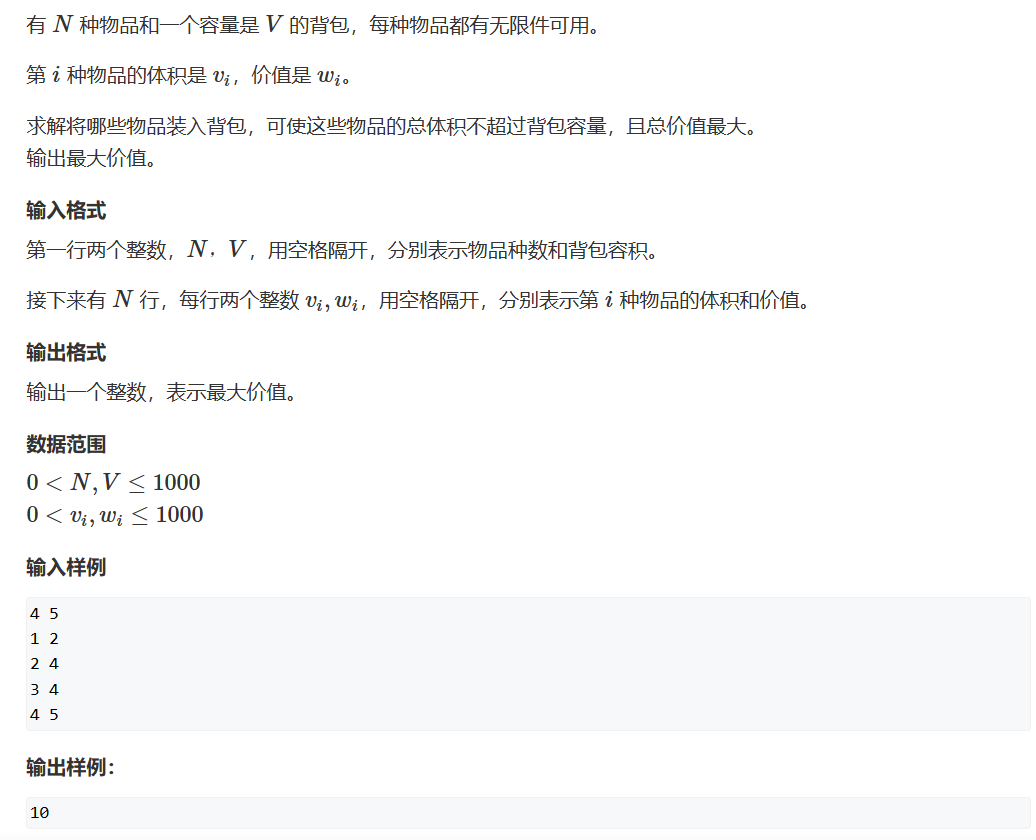 有 N 种物品和一个容量是 V 的背包，每种物品都有无限件可用。
第 i 种物品的体积是 vᵢ，价值是 wᵢ。
求解将哪些物品装入背包，可使这些物品的总体积不超过背包容量，且总价值最大。
输出最大价值。
输入格式
第一行两个整数，N，V，用空格隔开，分别表示物品种数和背包容积。
接下来有 N 行，每行两个整数 vᵢ, wᵢ，用空格隔开，分别表示第 i 种物品的体积和价值。
输出格式
输出一个整数，表示最大价值。
数据范围
0 < N, V ≤ 1000
0 < vᵢ, wᵢ ≤ 1000
输入样例
4 5
1 2
2 4
3 4
4 5
输出样例：
10